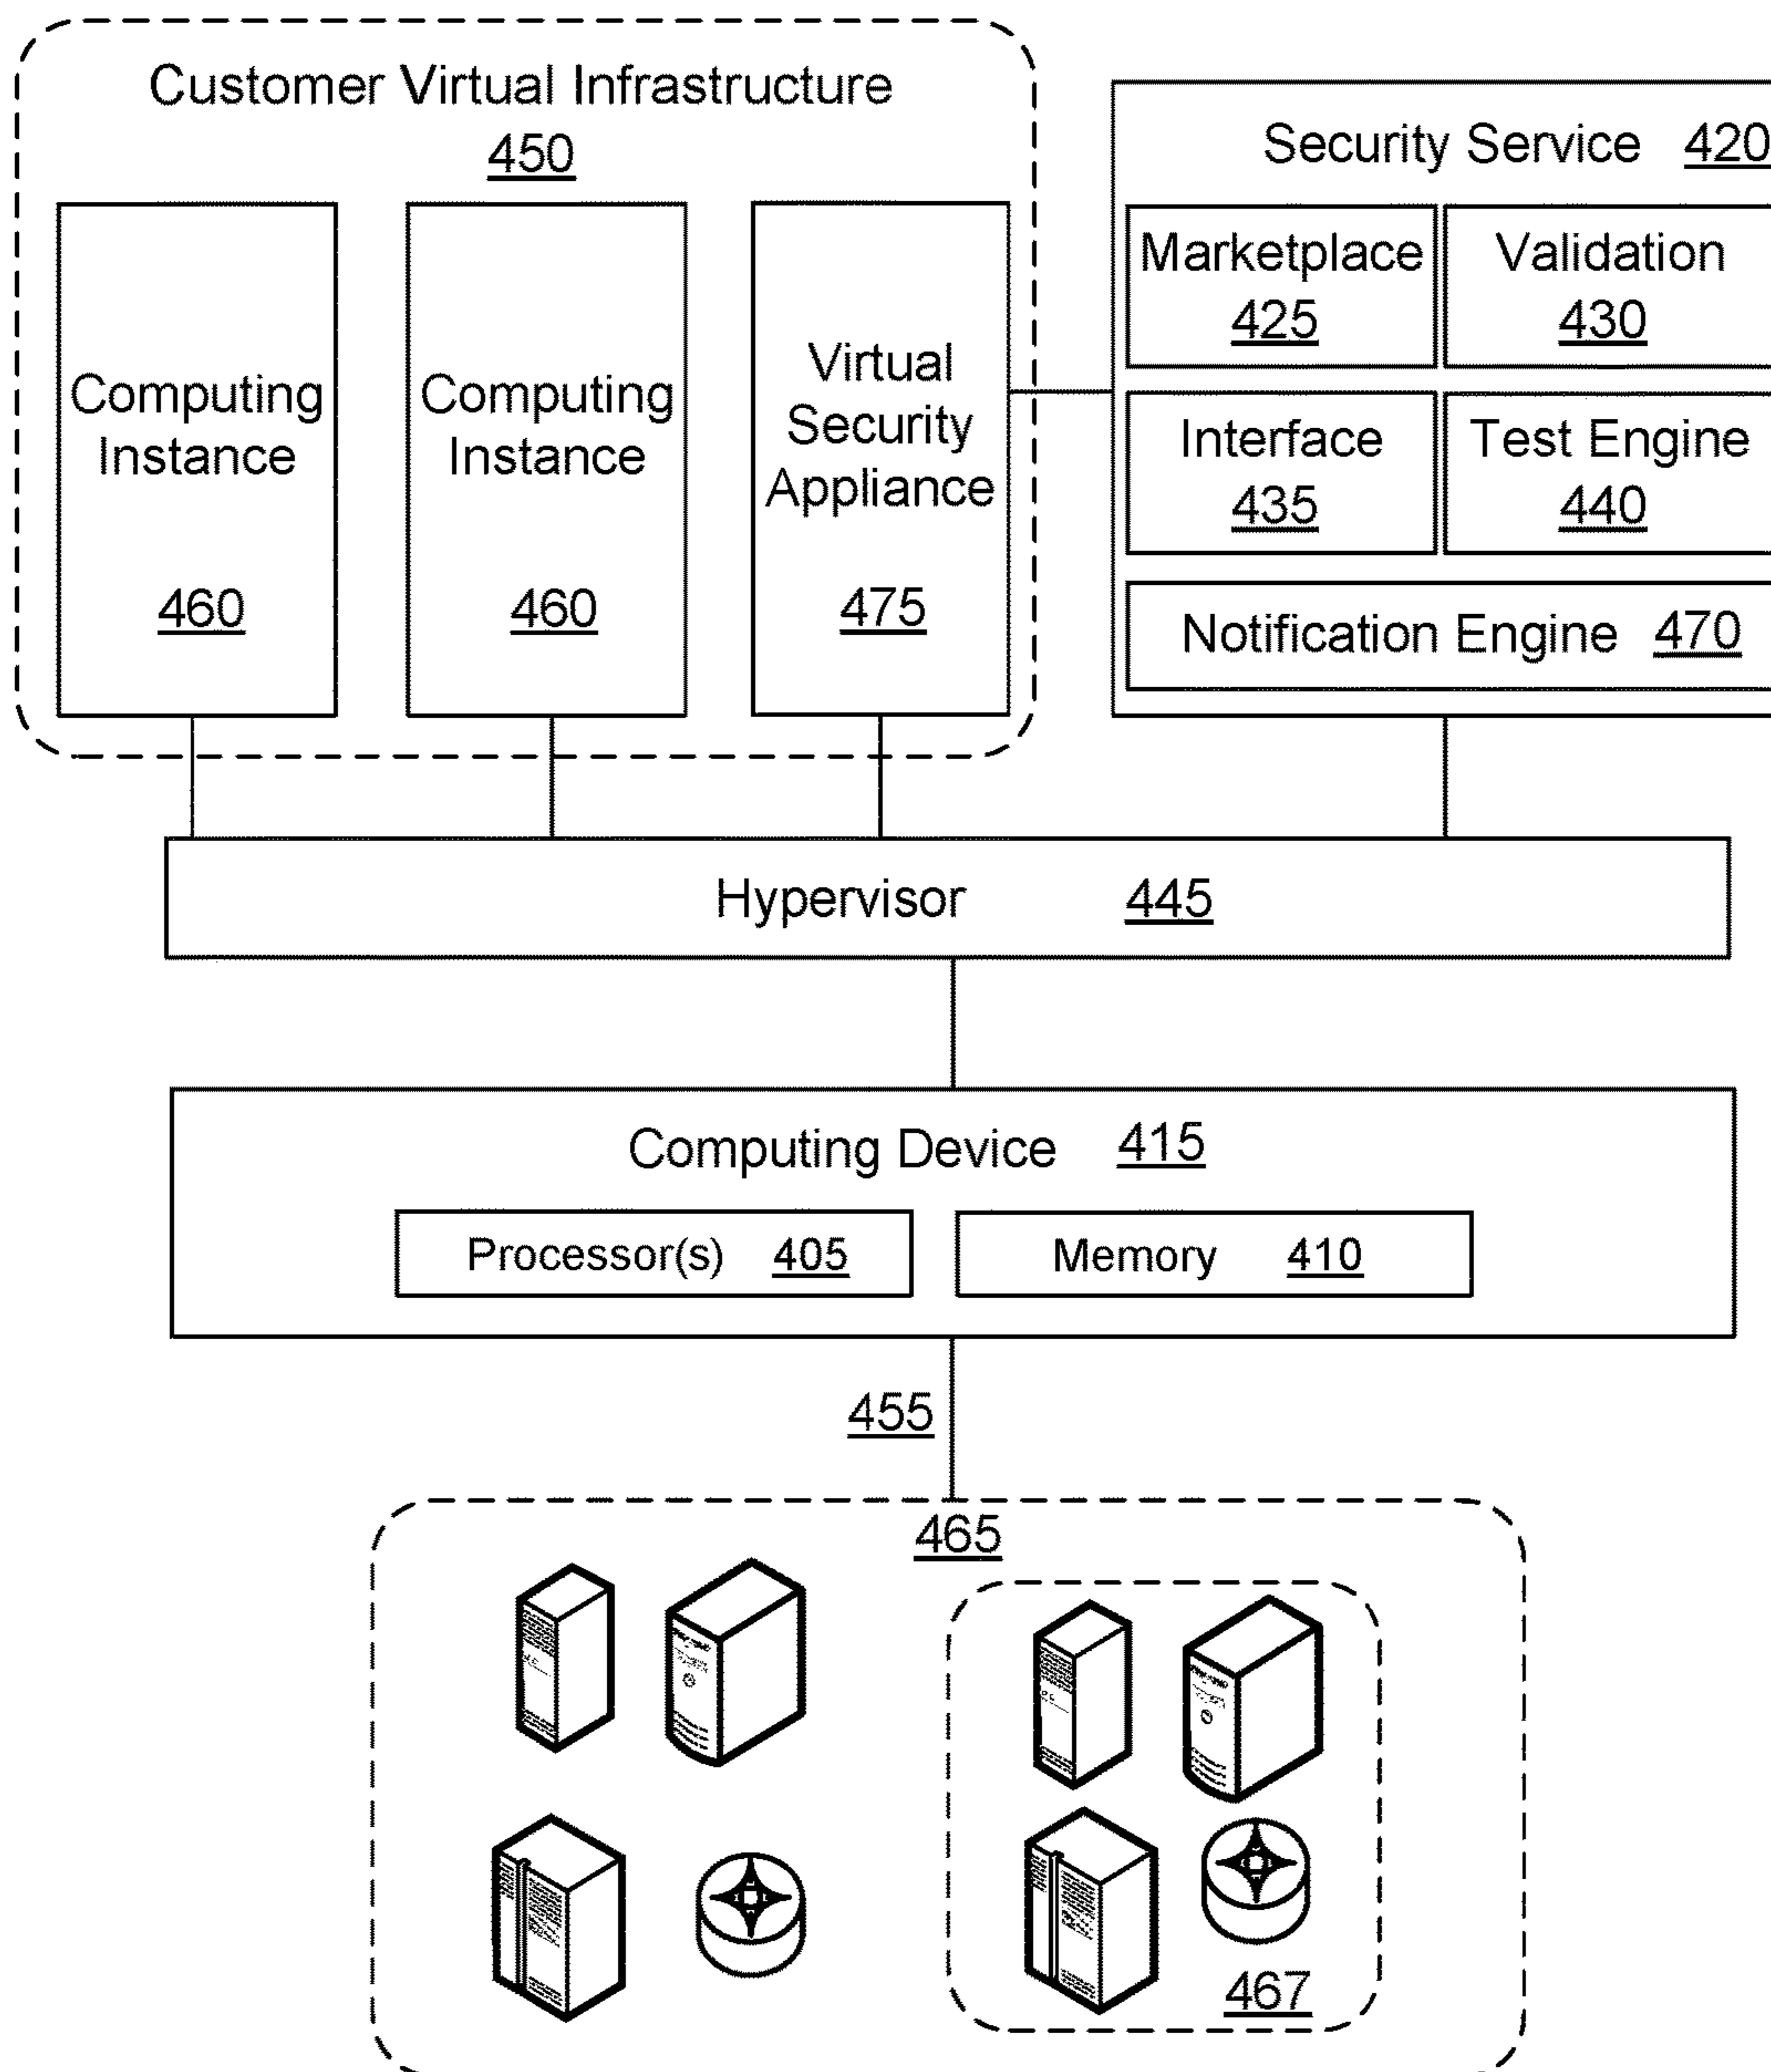 Customer Virtual Infrastructure
450
Computing
Instance
460
Computing
Instance
460
Virtual
Security
Appliance
475
Security Service 420
Marketplace
425
Validation
430
Interface
435
Test Engine
440
Notification Engine 470
Hypervisor 445
Computing Device 415
Processor(s) 405
Memory 410
455
465
467